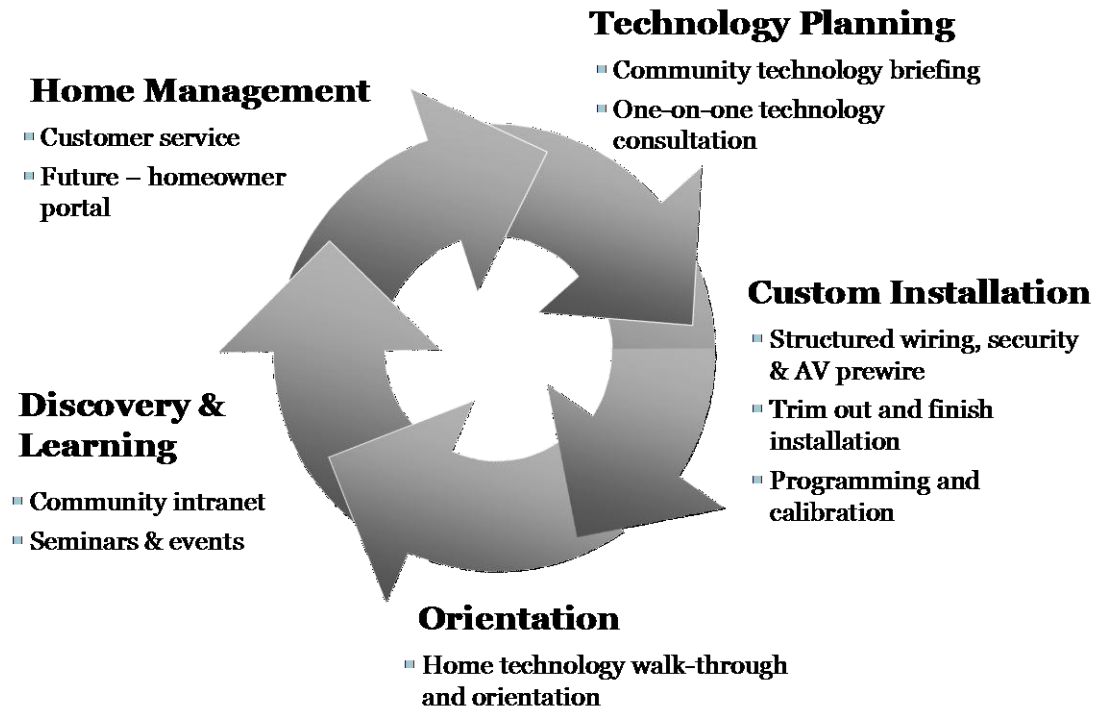 Technology Planning
Community technology briefing
One-on-one technology
consultation
Custom Installation
Structured wiring, security
& AV prewire
Trim out and finish
installation
Programming and
calibration
Orientation
Home technology walk-through
and orientation
Discovery &
Learning
Community intranet
Seminars & events
Home Management
Customer service
Future – homeowner
portal